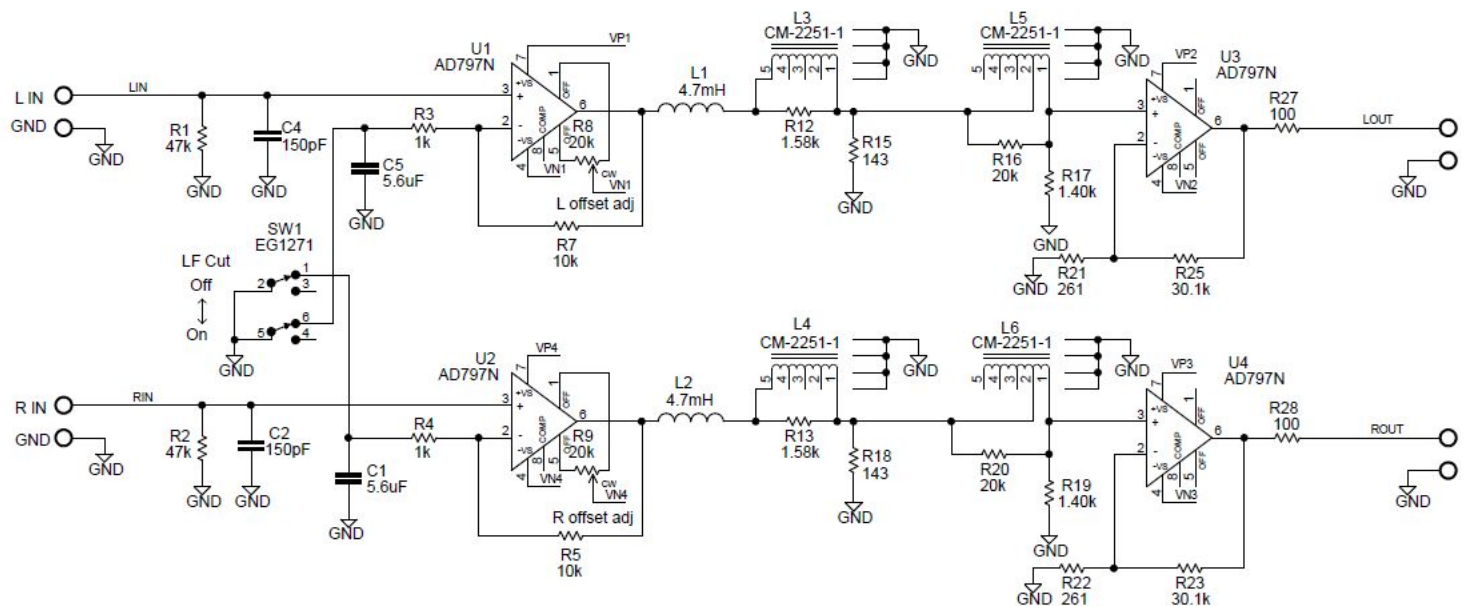 L3
CM-2251-1
L5
CM-2251-1
U1
AD797N
VP1
GND
GND
U3
AD797N
VP2
L1
4.7mH
R27
100
L IN
LIN
LOUT
GND
GND
R1
47k
GND
C4
150pF
GND
R3
1k
C5
5.6uF
GND
3
+
2
-
7
+VS
-VS
4
8
COMP
5
OFF
1
OFF
6
R8
20k
cw
VN1
VN1
L offset adj
R7
10k
5
4
3
2
1
R12
1.58k
R15
143
GND
5
4
3
2
1
R16
20k
R17
1.40k
GND
3
+
2
-
7
+VS
-VS
4
8
COMP
5
OFF
1
OFF
6
VN2
GND
R21
261
R25
30.1k
GND
SW1
EG1271
LF Cut
Off
On
1
2
3
6
5
4
GND
L4
CM-2251-1
L6
CM-2251-1
U2
AD797N
VP4
GND
GND
U4
AD797N
VP3
L2
4.7mH
R28
100
R IN
RIN
ROUT
GND
GND
R2
47k
GND
C2
150pF
GND
R4
1k
C1
5.6uF
GND
3
+
2
-
7
+VS
-VS
4
8
COMP
5
OFF
1
OFF
6
R9
20k
cw
VN4
VN4
R offset adj
R5
10k
5
4
3
2
1
R13
1.58k
R18
143
GND
5
4
3
2
1
R20
20k
R19
1.40k
GND
3
+
2
-
7
+VS
-VS
4
8
COMP
5
OFF
1
OFF
6
VN3
GND
R22
261
R23
30.1k
GND